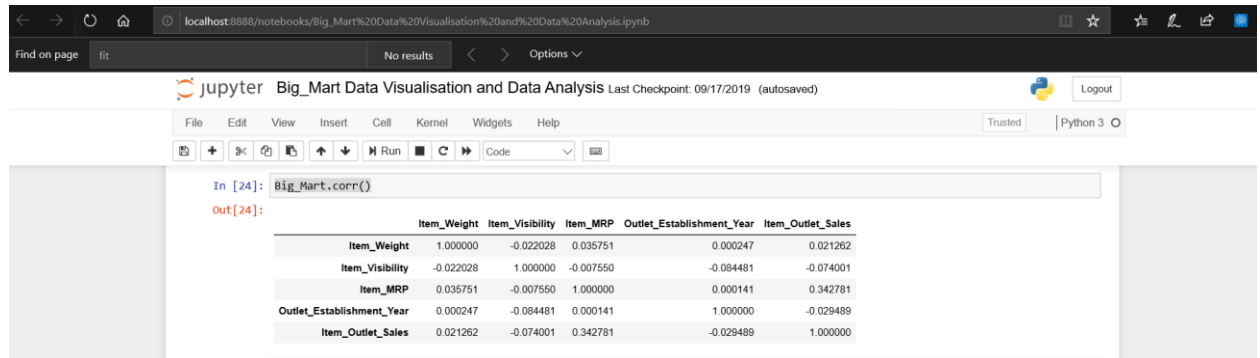 localhost:8888/notebooks/Big_Mart%20Data%20Visualisation%20and%20Data%20Analysis.ipynb
Find on page fit No results Options
jupyter Big_Mart Data Visualisation and Data Analysis Last Checkpoint: 09/17/2019 (autosaved) Logout
File Edit View Insert Cell Kernel Widgets Help Trusted Python 3
Run Code
In [24]: Big_Mart.corr()
Out[24]:
Item_Weight Item_Visibility Item_MRP Outlet_Establishment_Year Item_Outlet_Sales
Item_Weight 1.000000 -0.022028 0.035751 0.000247 0.021262
Item_Visibility -0.022028 1.000000 -0.007550 -0.084481 -0.074001
Item_MRP 0.035751 -0.007550 1.000000 0.000141 0.342781
Outlet_Establishment_Year 0.000247 -0.084481 0.000141 1.000000 -0.029489
Item_Outlet_Sales 0.021262 -0.074001 0.342781 -0.029489 1.000000